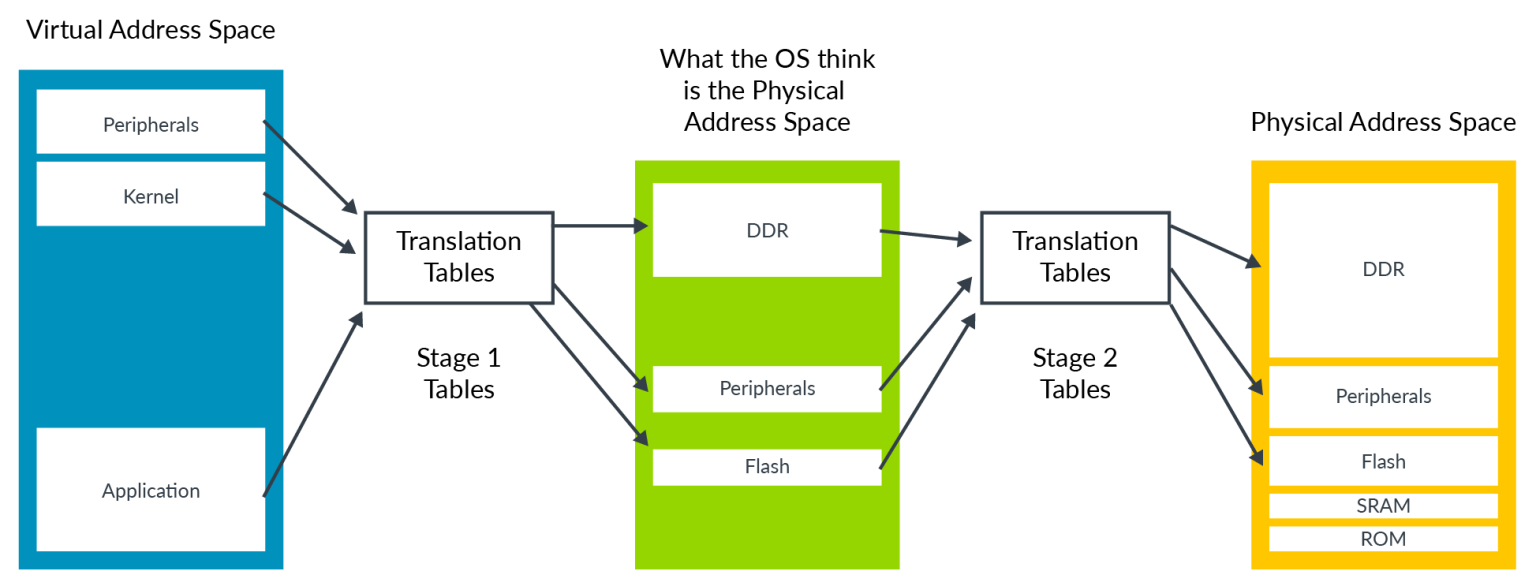 Virtual Address Space
Peripherals
Kernel
Application
Translation
Tables
Stage 1
Tables
What the OS think
is the Physical
Address Space
DDR
Peripherals
Flash
Translation
Tables
Stage 2
Tables
Physical Address Space
DDR
Peripherals
Flash
SRAM
ROM